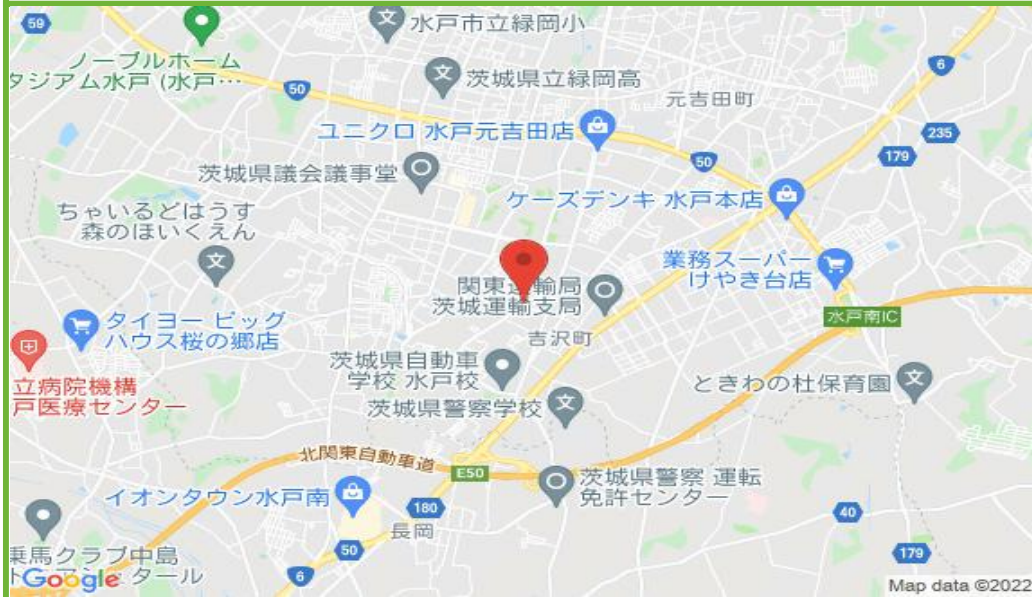 59
水戸市立緑岡小
ノーブルホーム
タジアム水戸 (水戸…
50
茨城県立緑岡高
6
元吉田町
ユニクロ 水戸元吉田店
235
50
179
茨城県議会議事堂
ケーズデンキ 水戸本店
ちゃいるどはうす
森のほいくえん
業務スーパー
けやき台店
関東運輸局
茨城運輸支局
水戸南IC
タイヨー ビッグ
ハウス桜の郷店
吉沢町
茨城県自動車
学校 水戸校
立病院機構
戸医療センター
ときわの杜保育園
茨城県警察学校
北関東自動車道
E50
茨城県警察 運転
免許センター
イオンタウン水戸南
180
40
長岡
50
179
乗馬クラブ中島
タール
6
Google
Map data ©2022